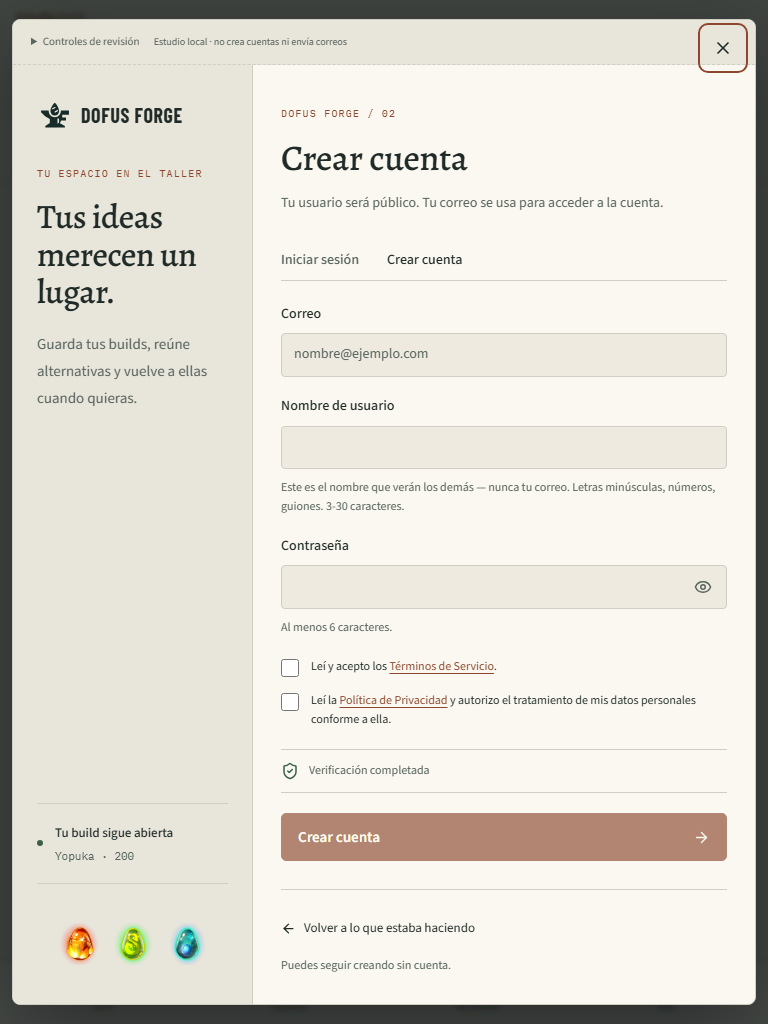 Controles de revisión
Estudio local · no crea cuentas ni envía correos
DOFUS FORGE
TU ESPACIO EN EL TALLER
Tus ideas
merecen un
lugar.
Guarda tus builds, reúne
alternativas y vuelve a ellas
cuando quieras.
Tu build sigue abierta
Yopuka · 200
DOFUS FORGE / 02
Crear cuenta
Tu usuario será público. Tu correo se usa para acceder a la cuenta.
Iniciar sesión
Crear cuenta
Correo
nombre@ejemplo.com
Nombre de usuario
Este es el nombre que verán los demás — nunca tu correo. Letras minúsculas, números,
guiones. 3-30 caracteres.
Contraseña
Al menos 6 caracteres.
Leí y acepto los Términos de Servicio.
Leí la Política de Privacidad y autorizo el tratamiento de mis datos personales
conforme a ella.
Verificación completada
Crear cuenta
Volver a lo que estaba haciendo
Puedes seguir creando sin cuenta.